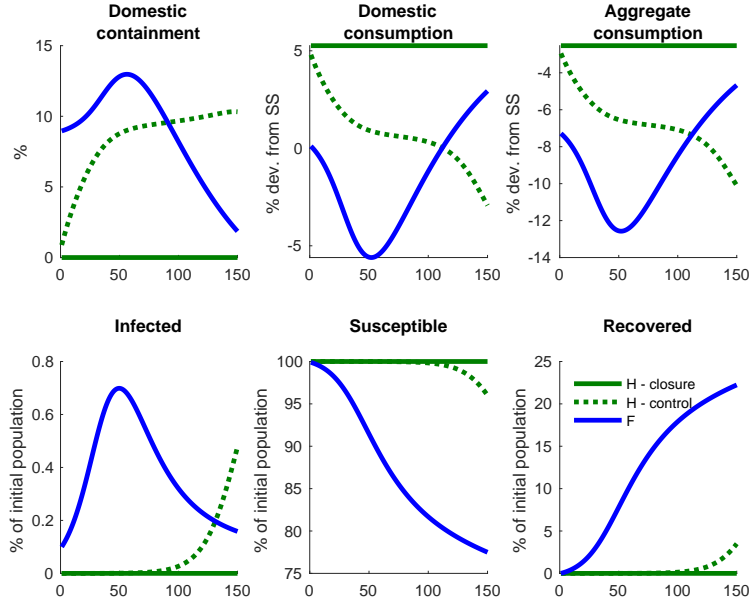 Domestic
containment
15
10
5
0
%
0 50 100 150
Domestic
consumption
5
0
-5
% dev. from SS
0 50 100 150
Aggregate
consumption
-4
-6
-8
-10
-12
-14
% dev. from SS
0 50 100 150
Infected
0.8
0.6
0.4
0.2
0
% of initial population
0 50 100 150
Susceptible
100
95
90
85
80
75
% of initial population
0 50 100 150
Recovered
25
20
15
10
5
0
% of initial population
H - closure
H - control
F
0 50 100 150